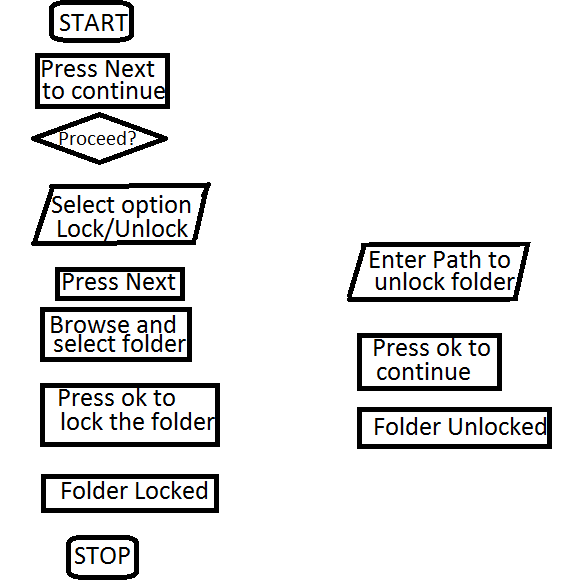 START
Press Next
to continue
Proceed?
Select option
Lock/Unlock
Press Next
Browse and
select folder
Press ok to
lock the folder
Folder Locked
STOP
Enter Path to
unlock folder
Press ok to
continue
Folder Unlocked